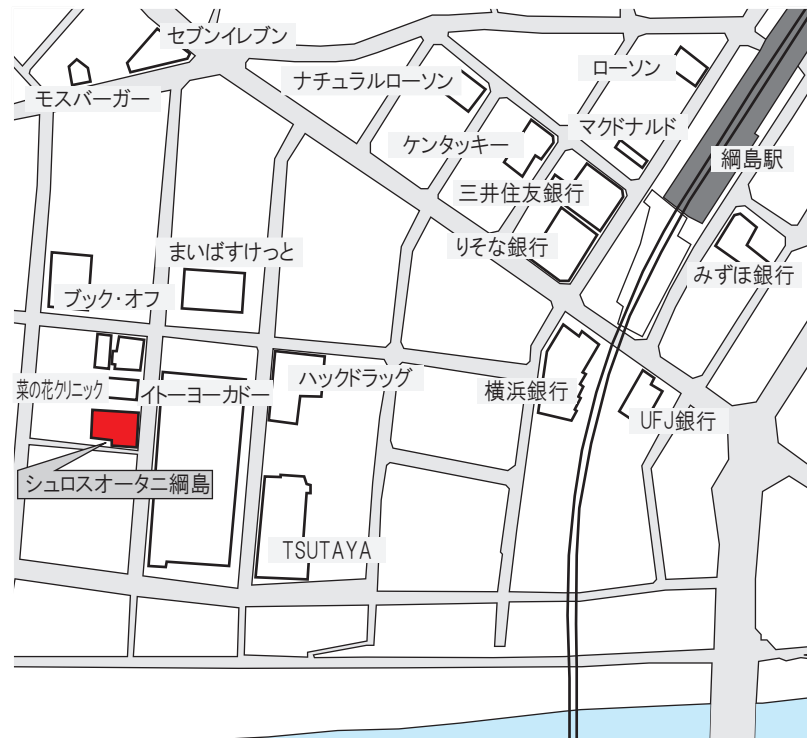 セブンイレブン
モスバーガー
ナチュラルローソン
ローソン
ケンタッキー
マクドナルド
綱島駅
三井住友銀行
りそな銀行
みずほ銀行
まいばすけっと
ブック・オフ
菜の花クリニック
イトーヨーカドー
ハックドラッグ
横浜銀行
UFJ銀行
シュロスオータニ綱島
TSUTAYA